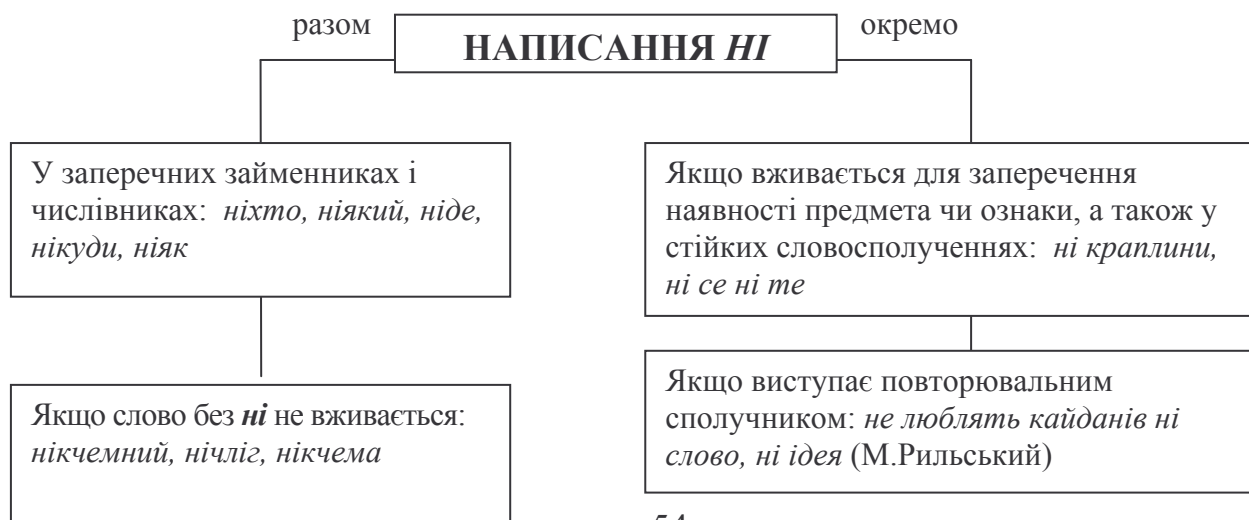 разом
НАПИСАННЯ НІ
окремо
У заперечних займенниках і
числівниках: ніхто, ніякий, ніде,
нікуди, ніяк
Якщо слово без ні не вживається:
нікчемний, нічліг, нікчема
Якщо вживається для заперечення
наявності предмета чи ознаки, а також у
стійких словосполученнях: ні краплини,
ні се ні те
Якщо виступає повторювальним
сполучником: не люблять кайданів ні
слово, ні ідея (М.Рильський)